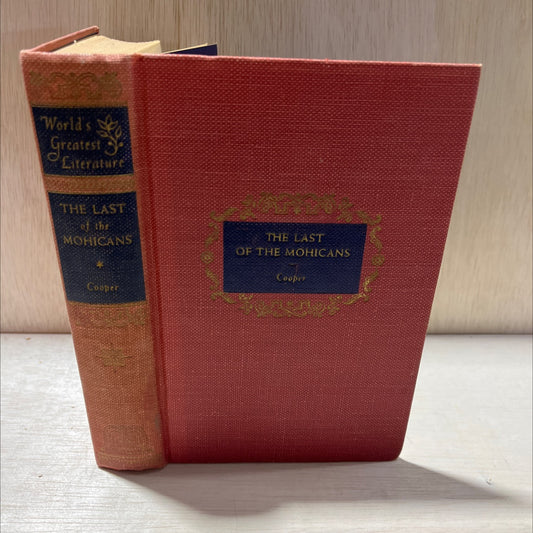 World's
Greatest
Literature
THE LAST
of the
MOHICANS
Cooper
THE LAST
OF THE MOHICANS
Cooper